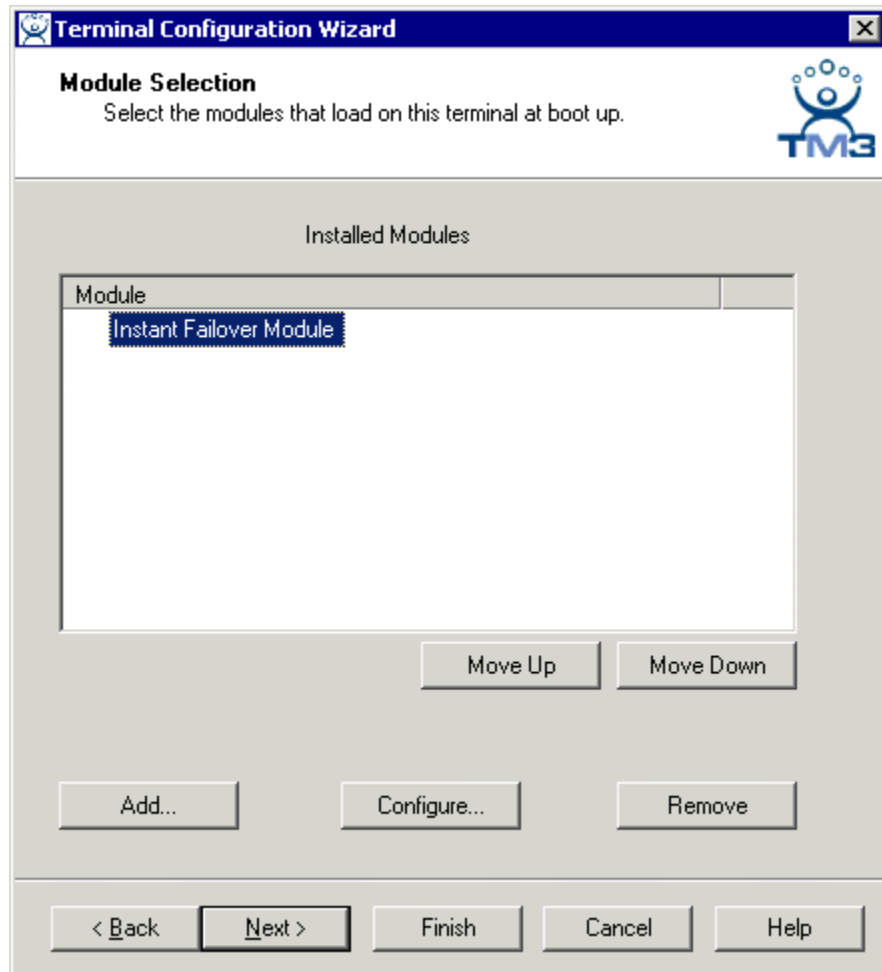 Terminal Configuration Wizard
Module Selection
Select the modules that load on this terminal at boot up.
TM3
Installed Modules
Module
Instant Failover Module
Move Up Move Down
Add... Configure... Remove
< Back Next > Finish Cancel Help